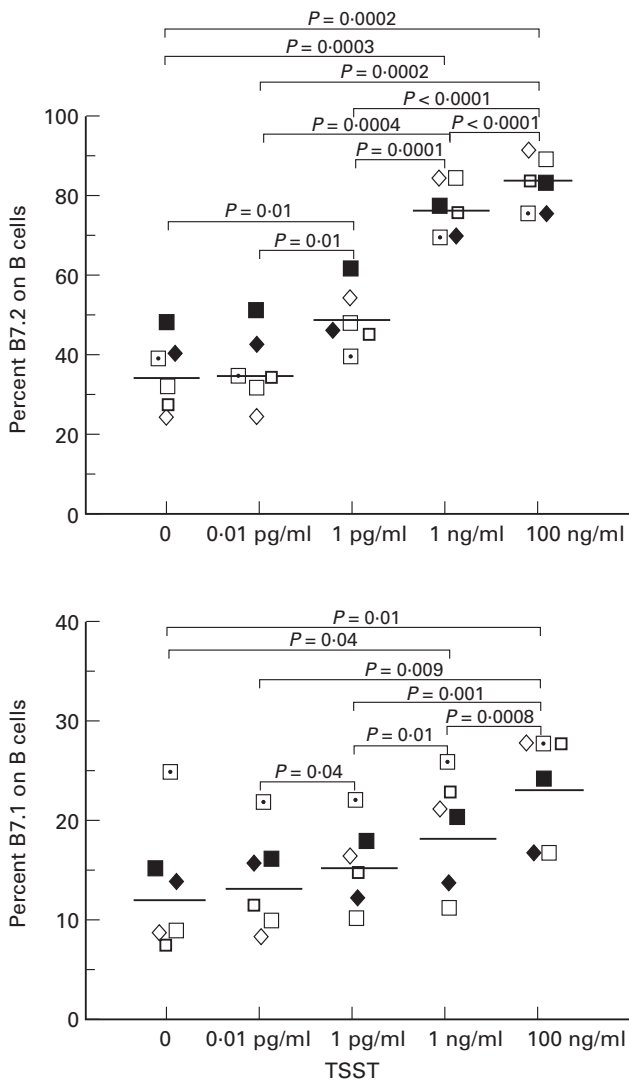 P = 0·0002
P = 0·0003
P = 0·0002
P < 0·0001
P = 0·0004
P < 0·0001
P = 0·0001
P = 0·01
P = 0·01
Percent B7.2 on B cells
100
80
60
40
20
0
0 0·01 pg/ml 1 pg/ml 1 ng/ml 100 ng/ml
P = 0·01
P = 0·04
P = 0·009
P = 0·001
P = 0·0008
P = 0·01
P = 0·04
Percent B7.1 on B cells
40
30
20
10
0
0 0·01 pg/ml 1 pg/ml 1 ng/ml 100 ng/ml
TSST